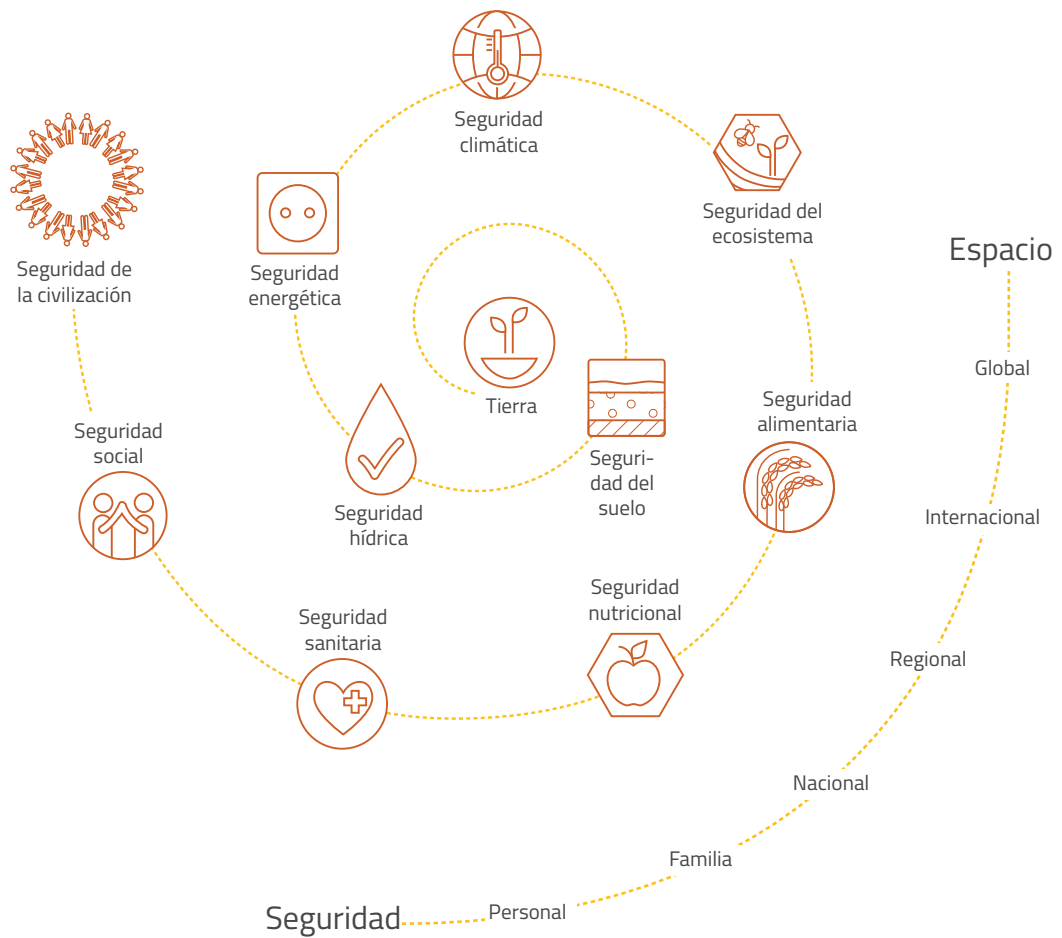 Seguridad
climática
Seguridad del
ecosistema
Seguridad de
la civilización
Seguridad
energética
Espacio
Global
Tierra
Seguridad
alimentaria
Seguridad
social
Seguri-
dad del
suelo
Seguridad
hídrica
Internacional
Seguridad
nutricional
Seguridad
sanitaria
Regional
Nacional
Familia
Personal
Seguridad